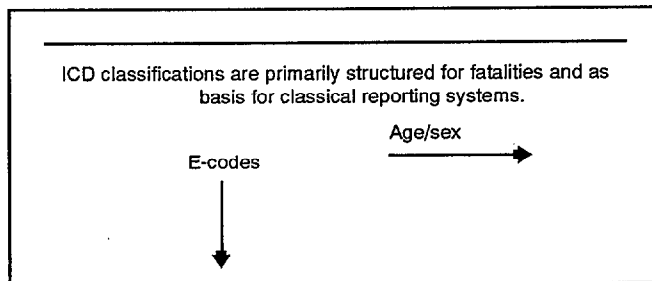 ICD classifications are primarily structured for fatalities and as
basis for classical reporting systems.
Age/sex
E-codes